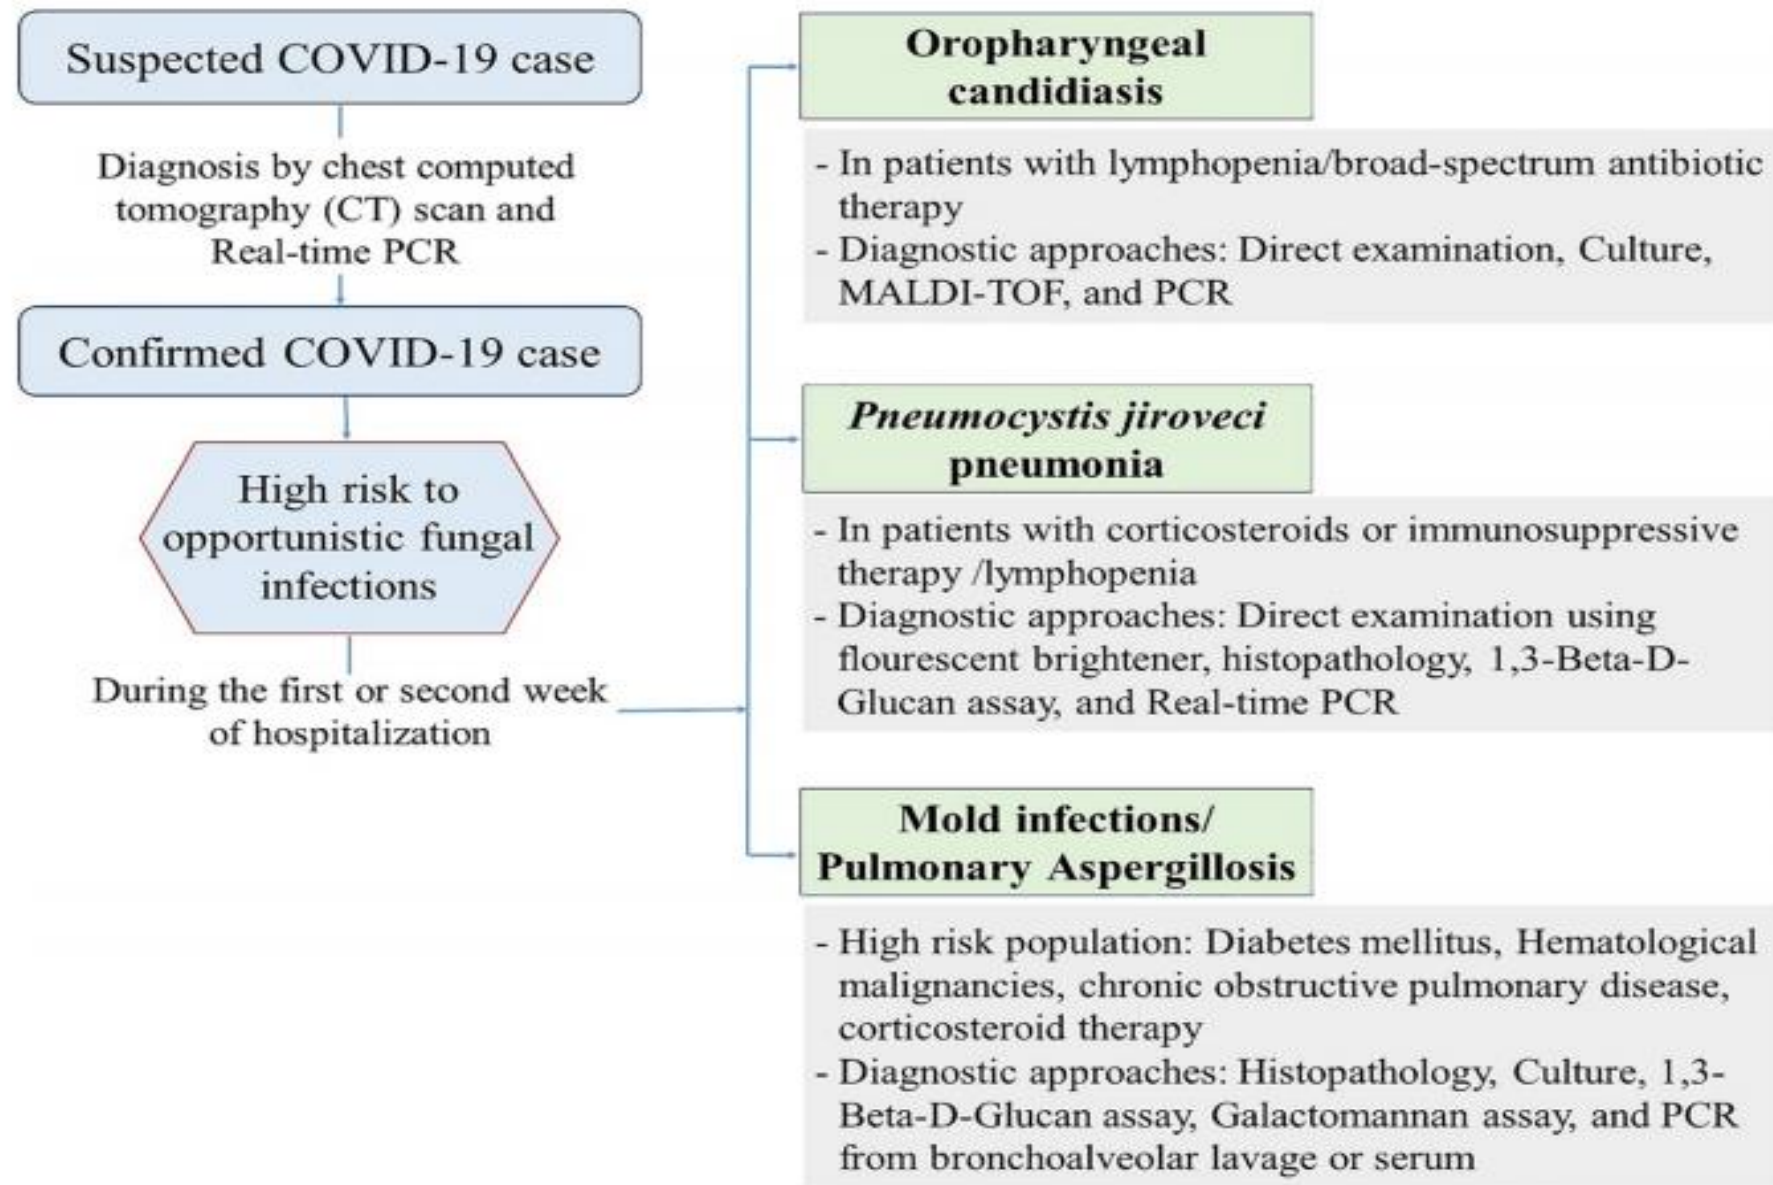 Suspected COVID-19 case
Diagnosis by chest computed
tomography (CT) scan and
Real-time PCR
Confirmed COVID-19 case
High risk to
opportunistic fungal
infections
During the first or second week
of hospitalization
Oropharyngeal
candidiasis
- In patients with lymphopenia/broad-spectrum antibiotic
therapy
- Diagnostic approaches: Direct examination, Culture,
MALDI-TOF, and PCR
Pneumocystis jiroveci
pneumonia
- In patients with corticosteroids or immunosuppressive
therapy /lymphopenia
- Diagnostic approaches: Direct examination using
flourescent brightener, histopathology, 1,3-Beta-D-
Glucan assay, and Real-time PCR
Mold infections/
Pulmonary Aspergillosis
- High risk population: Diabetes mellitus, Hematological
malignancies, chronic obstructive pulmonary disease,
corticosteroid therapy
- Diagnostic approaches: Histopathology, Culture, 1,3-
Beta-D-Glucan assay, Galactomannan assay, and PCR
from bronchoalveolar lavage or serum